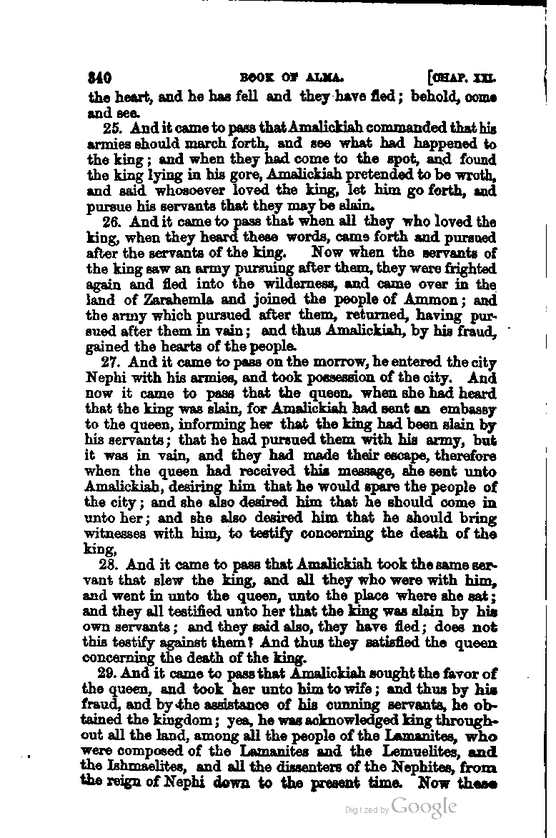 340 BOOK OF ALMA. [CHAP. XXI.
the heart, and he has fell and they have fled; behold, come
and see.
25. And it came to pass that Amalickiah commanded that his
armies should march forth, and see what had happened to
the king; and when they had come to the spot, and found
the king lying in his gore, Amalickiah pretended to be wroth,
and said whosoever loved the king, let him go forth, and
pursue his servants that they may be slain.
26. And it came to pass that when all they who loved the
king, when they heard these words, came forth and pursued
after the servants of the king. Now when the servants of
the king saw an army pursuing after them, they were frighted
again and fled into the wilderness, and came over in the
land of Zarahemla and joined the people of Ammon; and
the army which pursued after them, returned, having pur-
sued after them in vain; and thus Amalickiah, by his fraud,
gained the hearts of the people.
27. And it came to pass on the morrow, he entered the city
Nephi with his armies, and took possession of the city. And
now it came to pass that the queen, when she had heard
that the king was slain, for Amalickiah had sent an embassy
to the queen, informing her that the king had been slain by
his servants; that he had pursued them with his army, but
it was in vain, and they had made their escape, therefore
when the queen had received this message, she sent unto
Amalickiah, desiring him that he would spare the people of
the city; and she also desired him that he should come in
unto her; and she also desired him that he should bring
witnesses with him, to testify concerning the death of the
king,
28. And it came to pass that Amalickiah took the same ser-
vant that slew the king, and all they who were with him,
and went in unto the queen, unto the place where she sat;
and they all testified unto her that the king was slain by his
own servants; and they said also, they have fled; does not
this testify against them? And thus they satisfied the queen
concerning the death of the king.
29. And it came to pass that Amalickiah sought the favor of
the queen, and took her unto him to wife; and thus by his
fraud, and by the assistance of his cunning servants, he ob-
tained the kingdom; yea, he was acknowledged king through-
out all the land, among all the people of the Lamanites, who
were composed of the Lamanites and the Lemuelites, and
the Ishmaelites, and all the dissenters of the Nephites, from
the reign of Nephi down to the present time. Now these
Digitized by Google